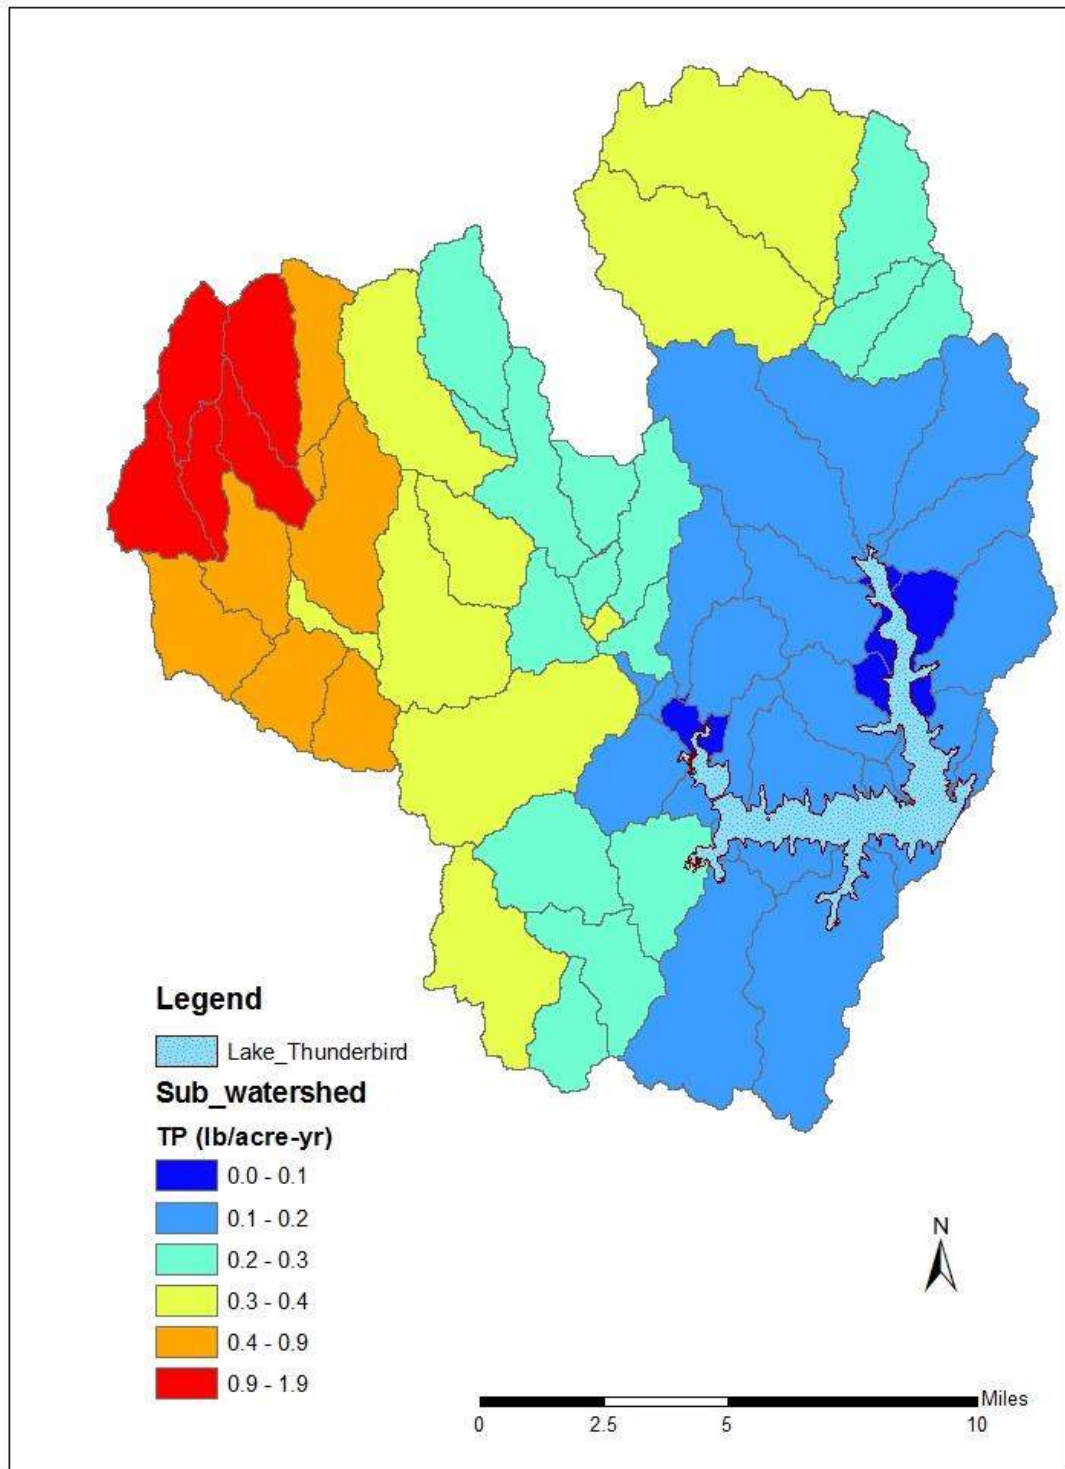 Legend
Lake_Thunderbird
Sub_watershed
TP (lb/acre-yr)
0.0 - 0.1
0.1 - 0.2
0.2 - 0.3
0.3 - 0.4
0.4 - 0.9
0.9 - 1.9
N
Miles
0 2.5 5 10